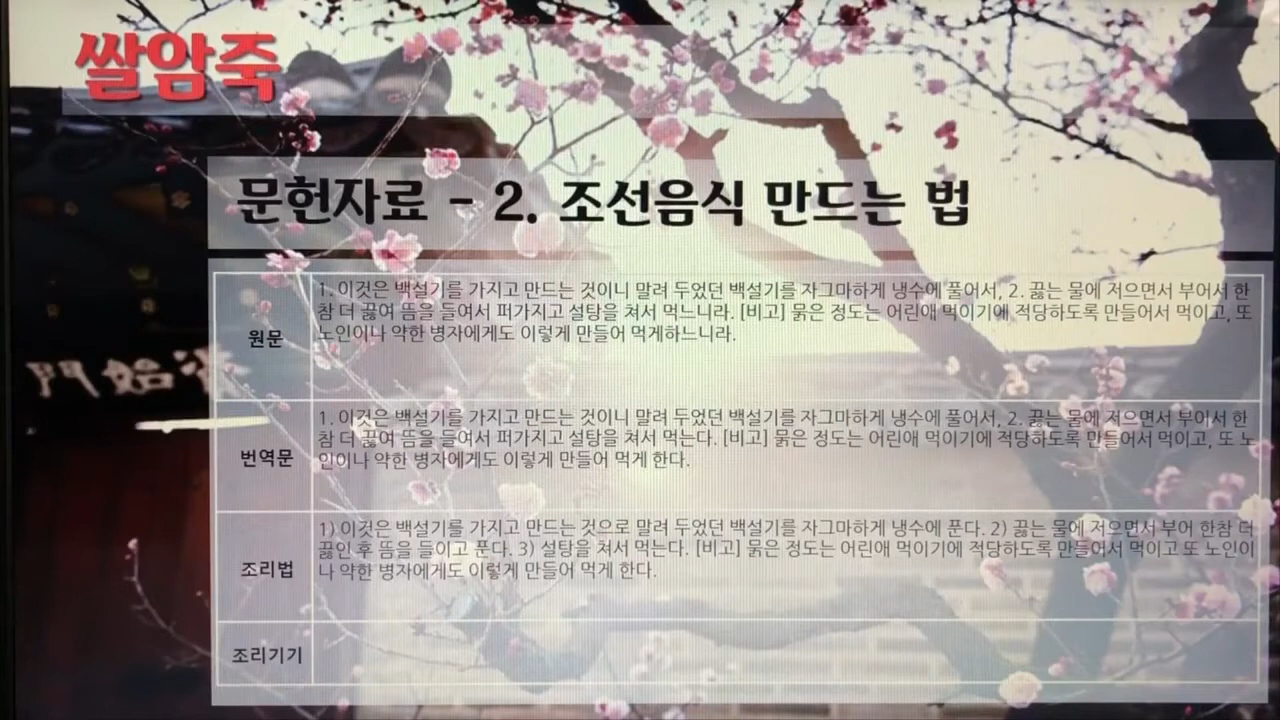 쌀암죽
문헌자료 - 2. 조선음식 만드는 법
원문
1. 이것은 백설기를 가지고 만드는 것이니 말려 두었던 백설기를 자그마하게 냉수에 풀어서, 2. 끓는 물에 저으면서 부어서 한
참 더 끓여 뜸을 들여서 퍼가지고 설탕을 쳐서 먹느니라. [비고] 묽은 정도는 어린애 먹이기에 적당하도록 만들어서 먹이고, 또
노인이나 약한 병자에게도 이렇게 만들어 먹게하느니라.
번역문
1. 이것은 백설기를 가지고 만드는 것이니 말려 두었던 백설기를 자그마하게 냉수에 풀어서, 2. 끓는 물에 저으면서 부어서 한
참 더 끓여 뜸을 들여서 퍼가지고 설탕을 쳐서 먹는다. [비고] 묽은 정도는 어린애 먹이기에 적당하도록 만들어서 먹이고, 또 노
인이나 약한 병자에게도 이렇게 만들어 먹게 한다.
조리법
1) 이것은 백설기를 가지고 만드는 것으로 말려 두었던 백설기를 자그마하게 냉수에 푼다. 2) 끓는 물에 저으면서 부어 한참 더
끓인 후 뜸을 들이고 푼다. 3) 설탕을 쳐서 먹는다. [비고] 묽은 정도는 어린애 먹이기에 적당하도록 만들어서 먹이고 또 노인이
나 약한 병자에게도 이렇게 만들어 먹게 한다.
조리기기